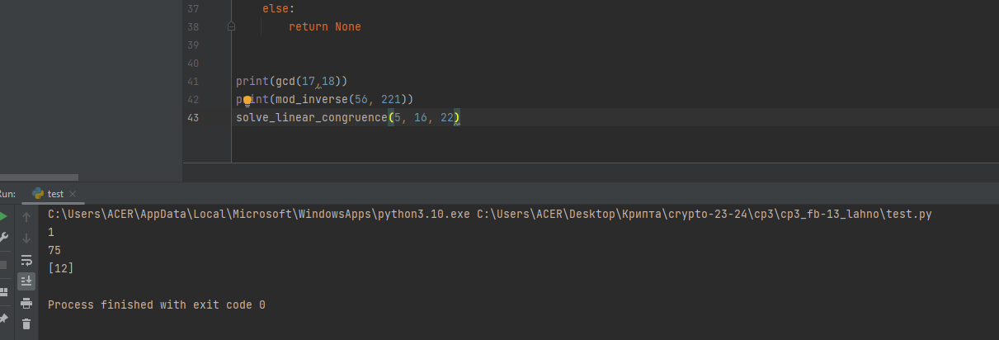 37 else:
38 return None
39
40
41 print(gcd(17,18))
42 print(mod_inverse(56, 221))
43 solve_linear_congruence(5, 16, 22)
Run: test
C:\Users\ACER\AppData\Local\Microsoft\WindowsApps\python3.10.exe C:\Users\ACER\Desktop\Крипта\crypto-23-24\cp3\cp3_fb-13_lahno\test.py
1
75
[12]
Process finished with exit code 0